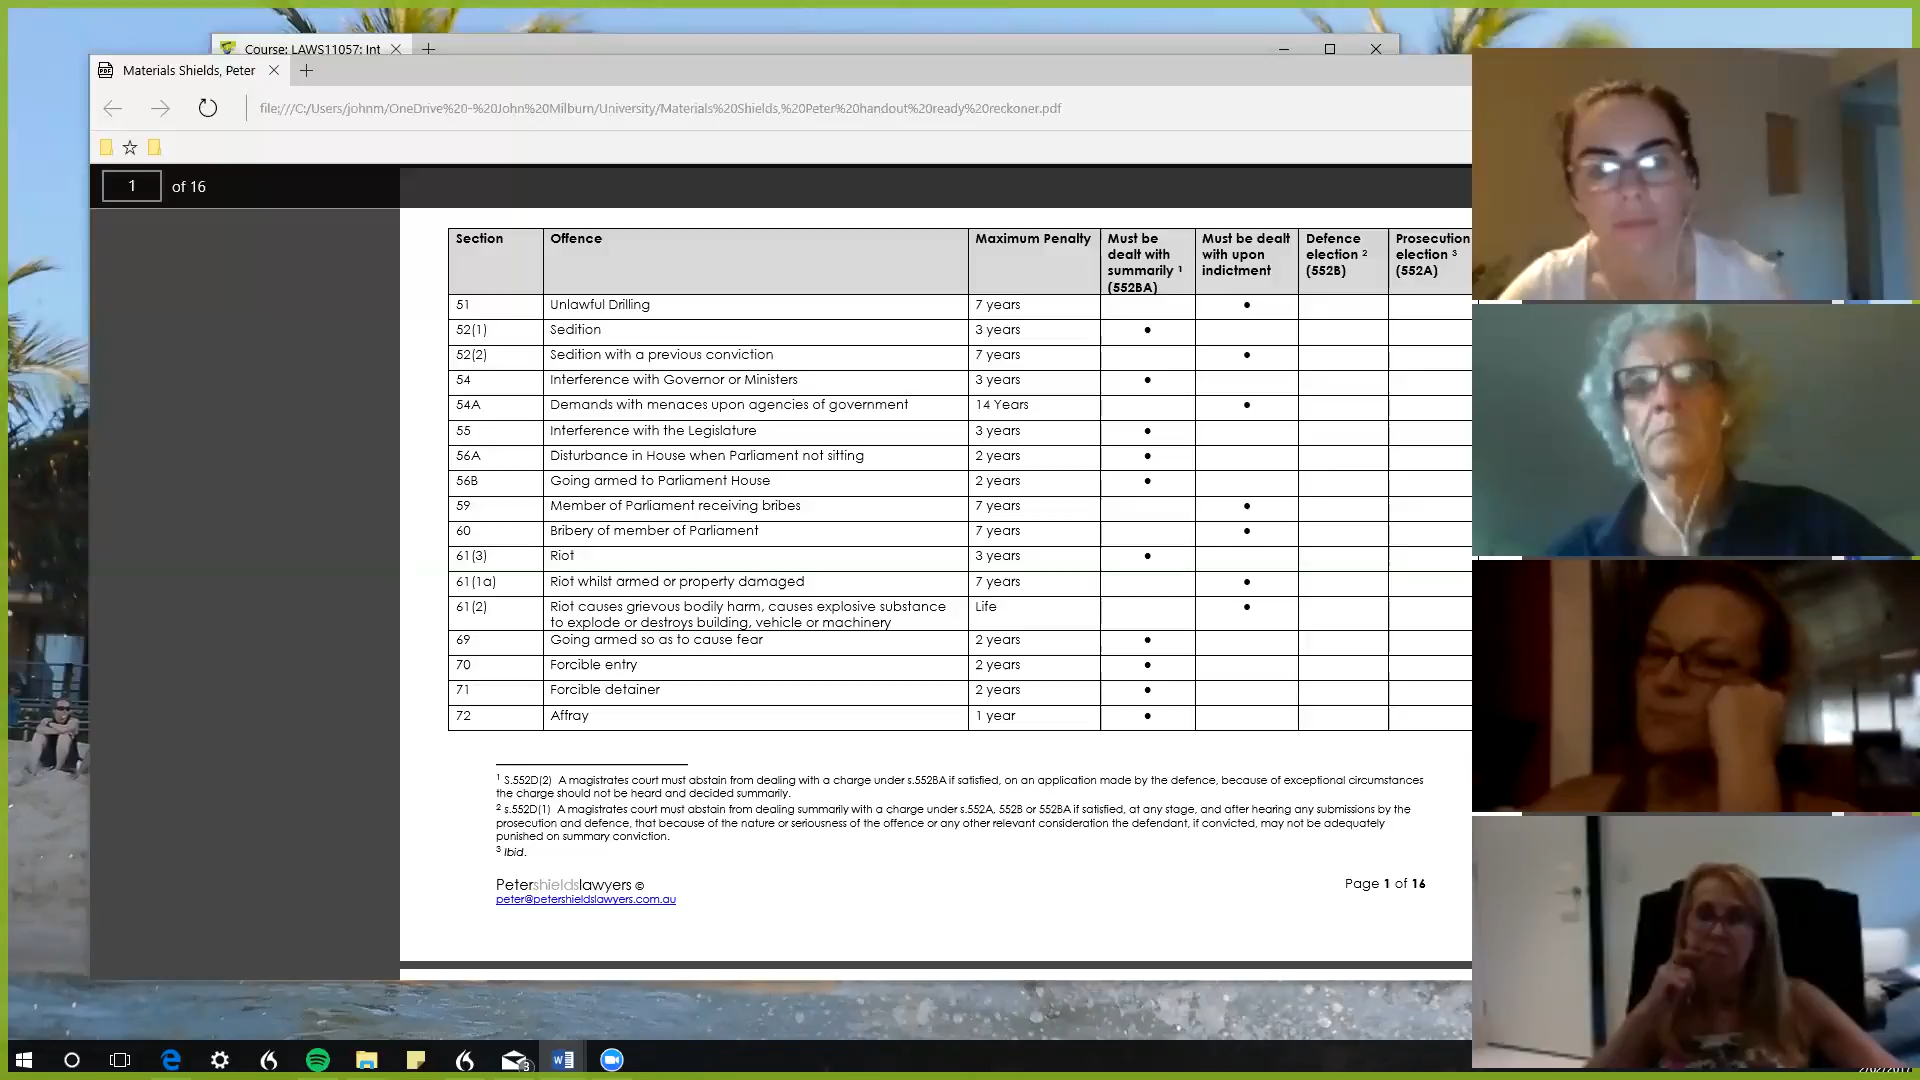 Course: LAWS11057: Int
Materials Shields, Peter
file:///C:/Users/johnm/OneDrive%20-%20John%20Milburn/University/Materials%20Shields,%20Peter%20handout%20ready%20reckoner.pdf
1 of 16
Section Offence Maximum Penalty Must be dealt with summarily 1 (552BA) Must be dealt with upon indictment Defence election 2 (552B) Prosecution election 3 (552A)
51 Unlawful Drilling 7 years •
52(1) Sedition 3 years •
52(2) Sedition with a previous conviction 7 years •
54 Interference with Governor or Ministers 3 years •
54A Demands with menaces upon agencies of government 14 Years •
55 Interference with the Legislature 3 years •
56A Disturbance in House when Parliament not sitting 2 years •
56B Going armed to Parliament House 2 years •
59 Member of Parliament receiving bribes 7 years •
60 Bribery of member of Parliament 7 years •
61(3) Riot 3 years •
61(1a) Riot whilst armed or property damaged 7 years •
61(2) Riot causes grievous bodily harm, causes explosive substance Life •
to explode or destroys building, vehicle or machinery
69 Going armed so as to cause fear 2 years •
70 Forcible entry 2 years •
71 Forcible detainer 2 years •
72 Affray 1 year •
1 S.552D(2) A magistrates court must abstain from dealing with a charge under s.552BA if satisfied, on an application made by the defence, because of exceptional circumstances
the charge should not be heard and decided summarily.
2 s.552D(1) A magistrates court must abstain from dealing summarily with a charge under s.552A, 552B or 552BA if satisfied, at any stage, and after hearing any submissions by the
prosecution and defence, that because of the nature or seriousness of the offence or any other relevant consideration the defendant, if convicted, may not be adequately
punished on summary conviction.
3 Ibid.
Petershieldslawyers ©
peter@petershieldslawyers.com.au
Page 1 of 16
3